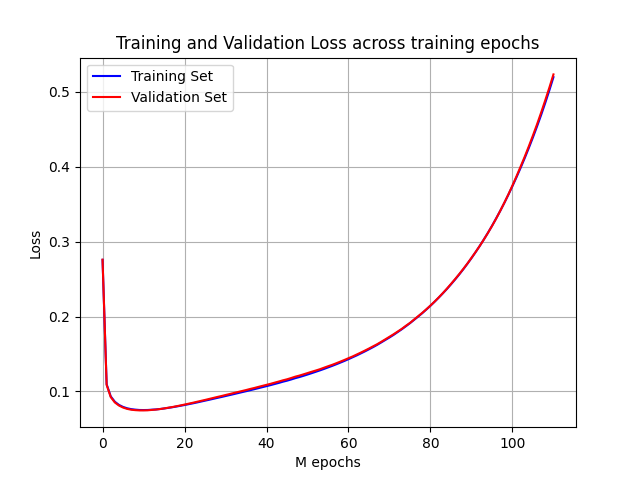 Training and Validation Loss across training epochs
Training Set
Validation Set
0.5
0.4
0.3
0.2
0.1
Loss
0 20 40 60 80 100
M epochs